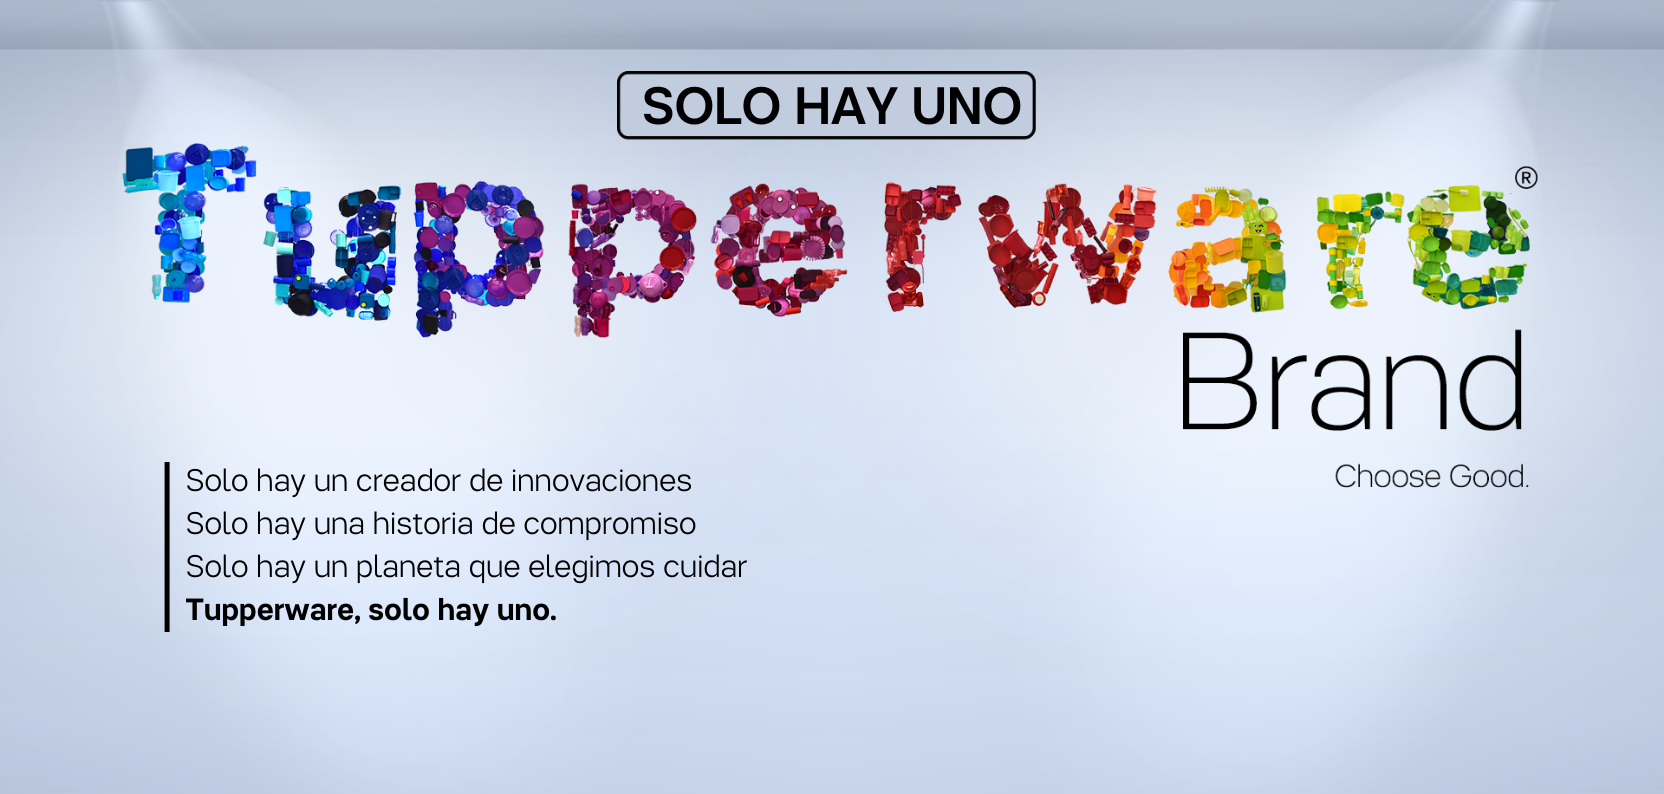 SOLO HAY UNO
Tupperware®
Brand
Choose Good.
Solo hay un creador de innovaciones
Solo hay una historia de compromiso
Solo hay un planeta que elegimos cuidar
Tupperware, solo hay uno.